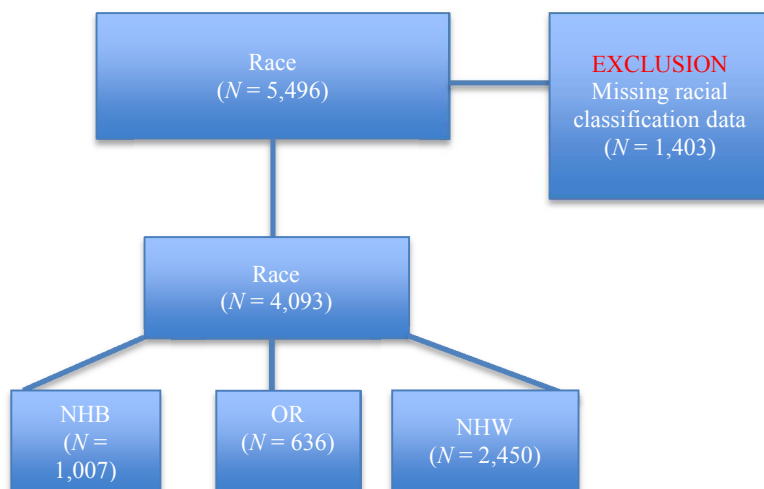 Race
(N = 5,496)
EXCLUSION
Missing racial
classification data
(N = 1,403)
Race
(N = 4,093)
NHB
(N =
1,007)
OR
(N = 636)
NHW
(N = 2,450)